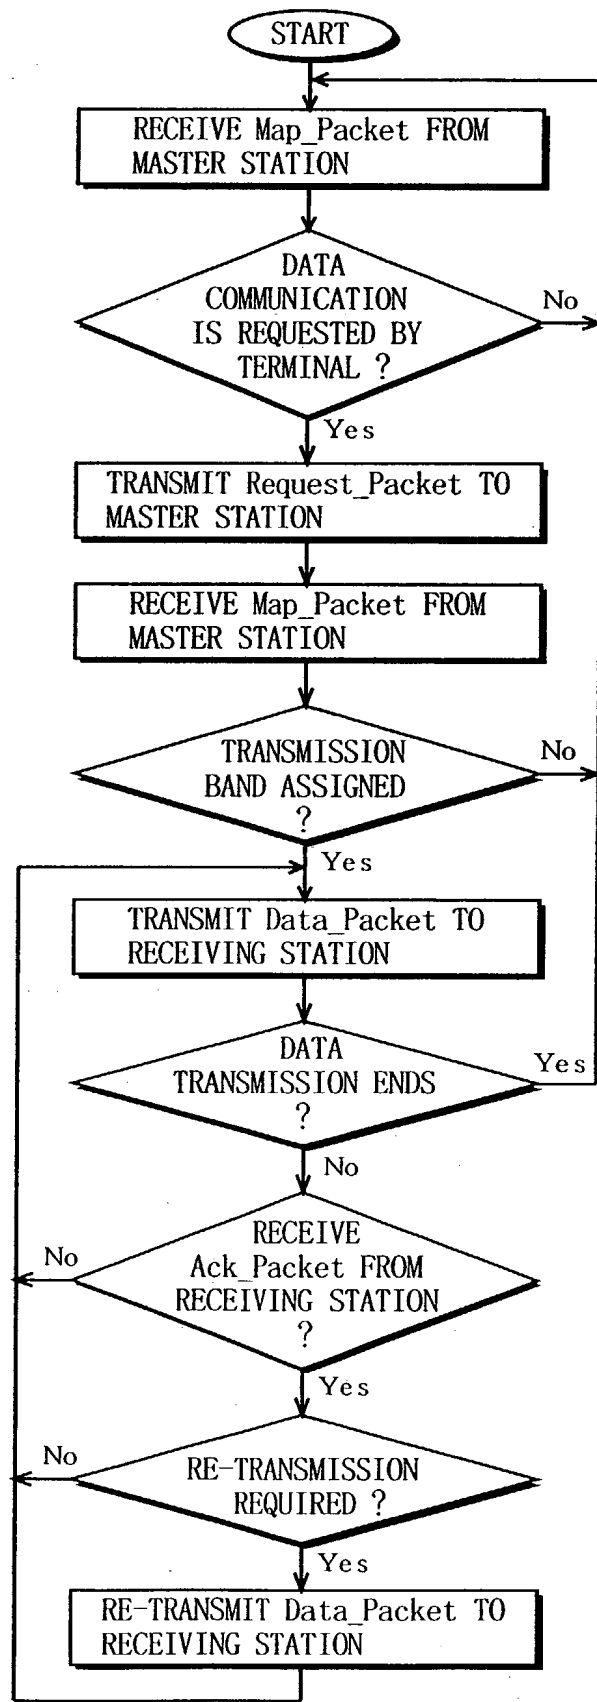 START
RECEIVE Map_Packet FROM
MASTER STATION
DATA
COMMUNICATION
IS REQUESTED BY
TERMINAL ?
No
Yes
TRANSMIT Request_Packet TO
MASTER STATION
RECEIVE Map_Packet FROM
MASTER STATION
TRANSMISSION
BAND ASSIGNED
?
No
Yes
TRANSMIT Data_Packet TO
RECEIVING STATION
DATA
TRANSMISSION ENDS
?
Yes
No
RECEIVE
Ack_Packet FROM
RECEIVING STATION
?
No
Yes
RE-TRANSMISSION
REQUIRED ?
No
Yes
RE-TRANSMIT Data_Packet TO
RECEIVING STATION